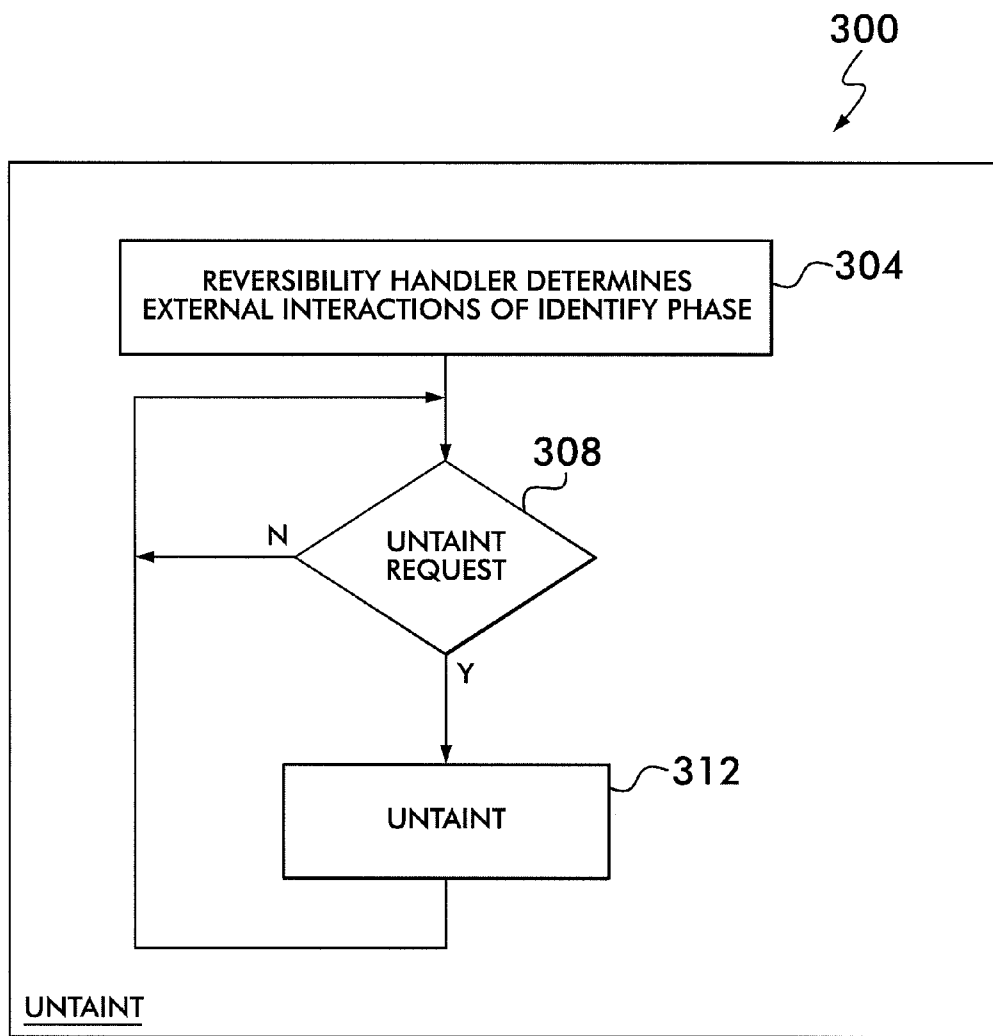 300
REVERSIBILITY HANDLER DETERMINES
EXTERNAL INTERACTIONS OF IDENTIFY PHASE
304
308
N
UNTAINT
REQUEST
Y
312
UNTAINT
UNTAINT